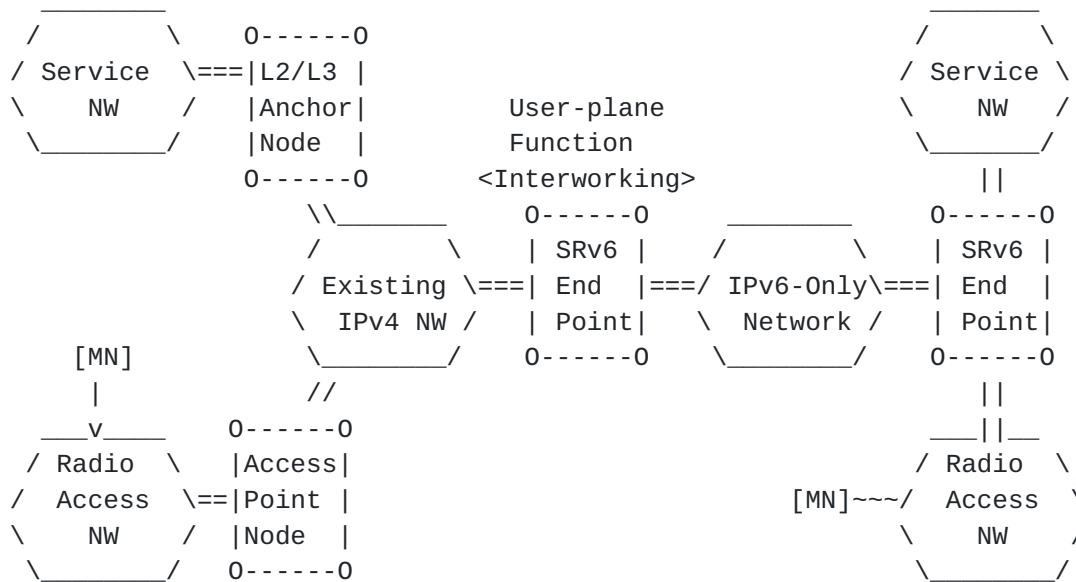 Service
NW
L2/L3
Anchor
Node
User-plane
Function
<Interworking>
Service
NW
Existing
IPv4 NW
SRv6
End
Point
IPv6-Only
Network
SRv6
End
Point
[MN]
Radio
Access
NW
Access
Point
Node
[MN]
Radio
Access
NW